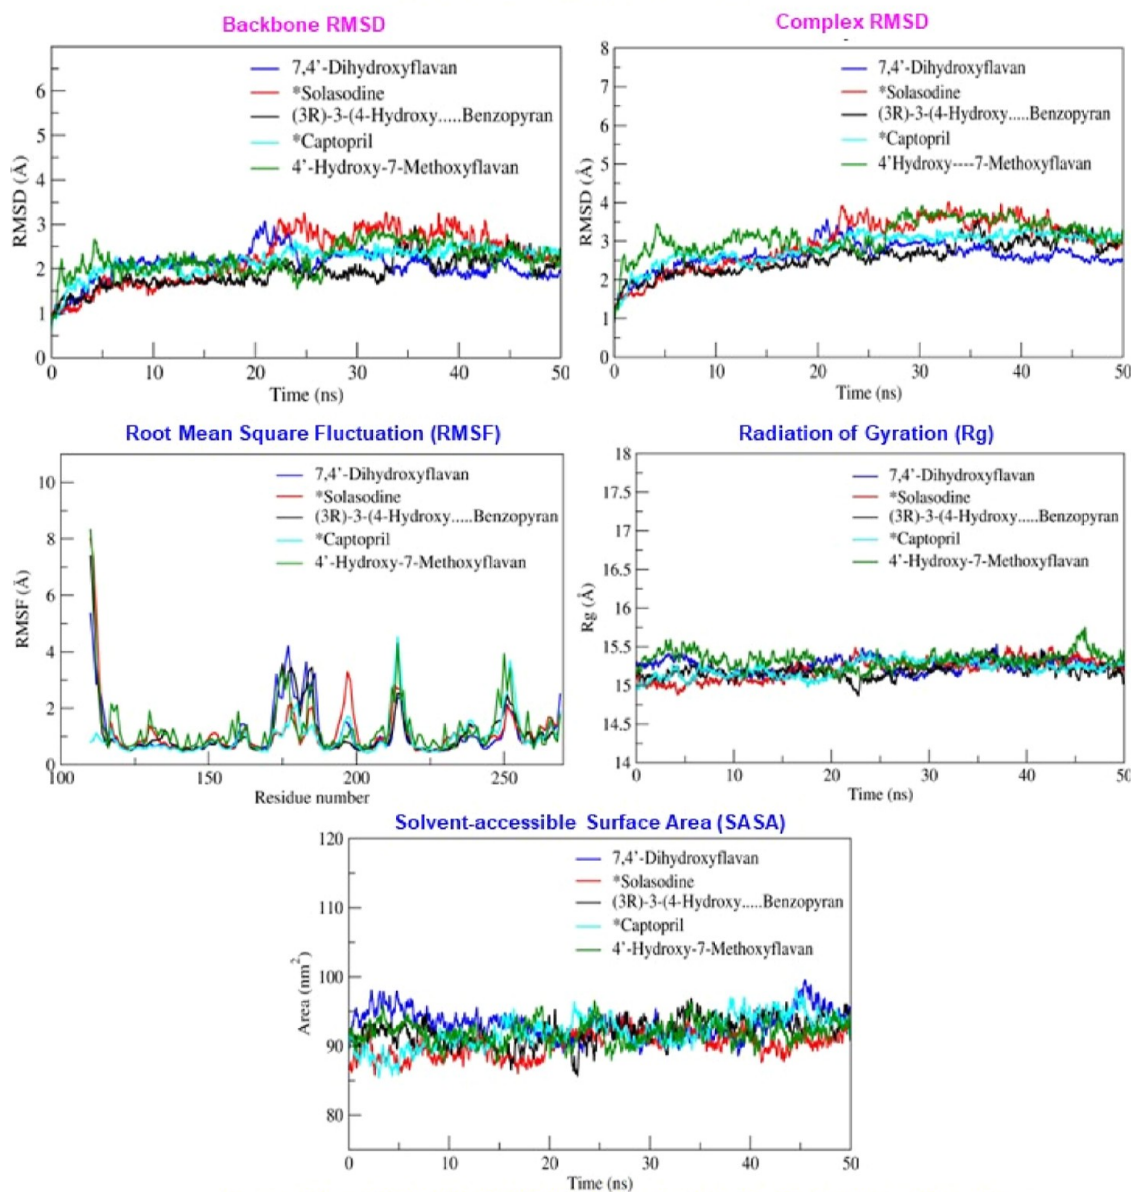 Backbone RMSD
7,4'-Dihydroxyflavan
*Solasodine
(3R)-3-(4-Hydroxy.....Benzopyran
*Captopril
4'-Hydroxy-7-Methoxyflavan
RMSD (Å)
6
5
4
3
2
1
0
0 10 20 30 40 50
Time (ns)
Complex RMSD
7,4'-Dihydroxyflavan
*Solasodine
(3R)-3-(4-Hydroxy.....Benzopyran
*Captopril
4'Hydroxy----7-Methoxyflavan
RMSD (Å)
8
7
6
5
4
3
2
1
0
0 10 20 30 40 50
Time (ns)
Root Mean Square Fluctuation (RMSF)
7,4'-Dihydroxyflavan
*Solasodine
(3R)-3-(4-Hydroxy.....Benzopyran
*Captopril
4'-Hydroxy-7-Methoxyflavan
RMSF (Å)
10
8
6
4
2
0
100 150 200 250
Residue number
Radiation of Gyration (Rg)
7,4'-Dihydroxyflavan
*Solasodine
(3R)-3-(4-Hydroxy.....Benzopyran
*Captopril
4'-Hydroxy-7-Methoxyflavan
Rg (Å)
18
17.5
17
16.5
16
15.5
15
14.5
14
0 10 20 30 40 50
Time (ns)
Solvent-accessible Surface Area (SASA)
7,4'-Dihydroxyflavan
*Solasodine
(3R)-3-(4-Hydroxy.....Benzopyran
*Captopril
4'-Hydroxy-7-Methoxyflavan
Area (nm²)
120
110
100
90
80
0 10 20 30 40 50
Time (ns)